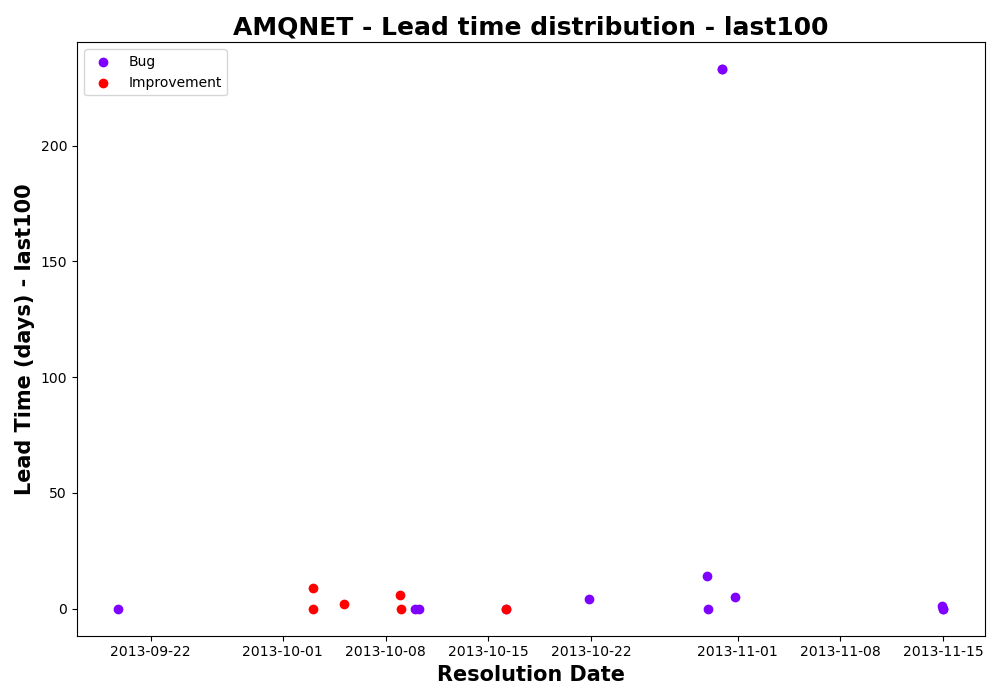 AMQNET - Lead time distribution - last100
Bug
Improvement
Lead Time (days) - last100
200
150
100
50
0
2013-09-22
2013-10-01
2013-10-08
2013-10-15
2013-10-22
2013-11-01
2013-11-08
2013-11-15
Resolution Date